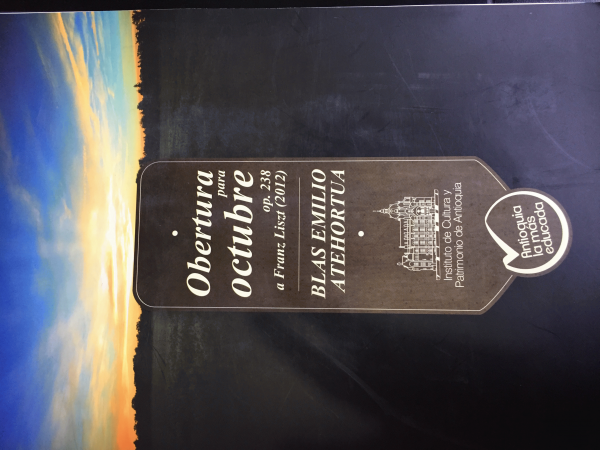 Obertura
para
octubre
op. 238
a Franz Liszt (2012)
BLAS EMILIO
ATEHORTUA
Instituto de Cultura y
Patrimonio de Antioquia
Antioquia
la más
educada